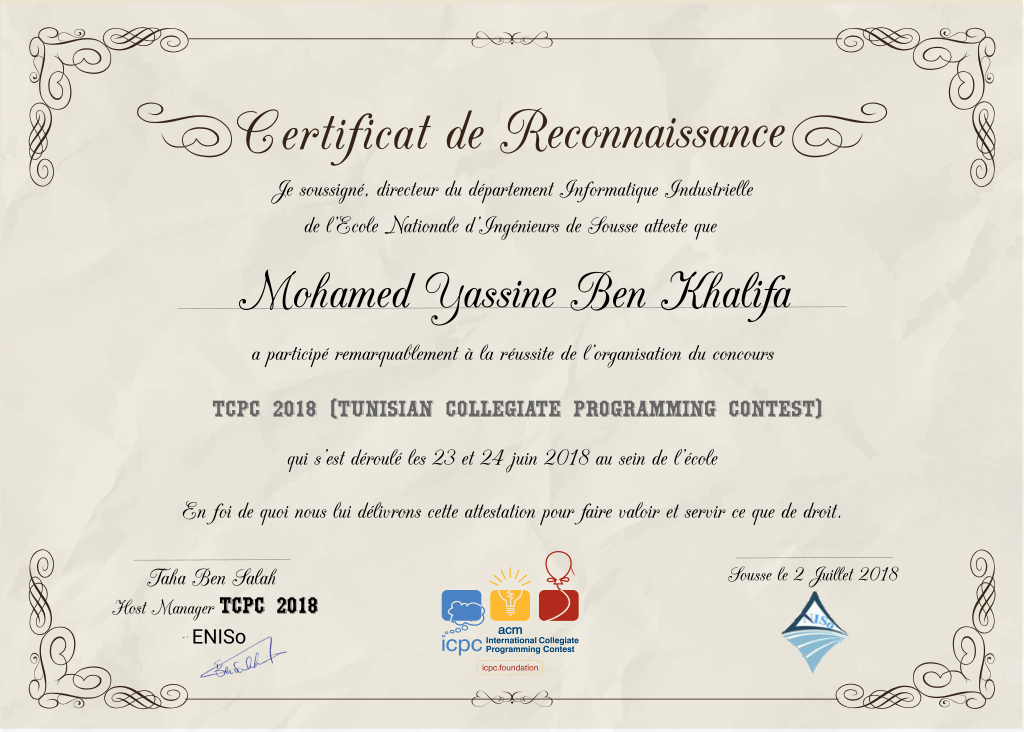 Certificat de Reconnaissance
Je soussigné, directeur du département Informatique Industrielle
de l'Ecole Nationale d'Ingénieurs de Sousse atteste que
Mohamed Yassine Ben Khalifa
a participé remarquablement à la réussite de l'organisation du concours
TCPC 2018 (TUNISIAN COLLEGIATE PROGRAMMING CONTEST)
qui s'est déroulé les 23 et 24 juin 2018 au sein de l'école
En foi de quoi nous lui délivrons cette attestation pour faire valoir et servir ce que de droit.
Taha Ben Salah
Host Manager TCPC 2018
ENISo
BenSalah
icpc
acm
International Collegiate
Programming Contest
icpc.foundation
Sousse le 2 Juillet 2018
ENISo